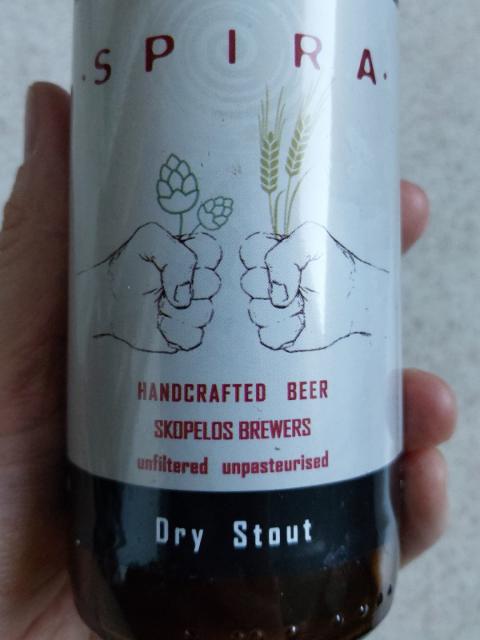 ·SPIRA·
HANDCRAFTED BEER
SKOPELOS BREWERS
unfiltered unpasteurised
Dry Stout